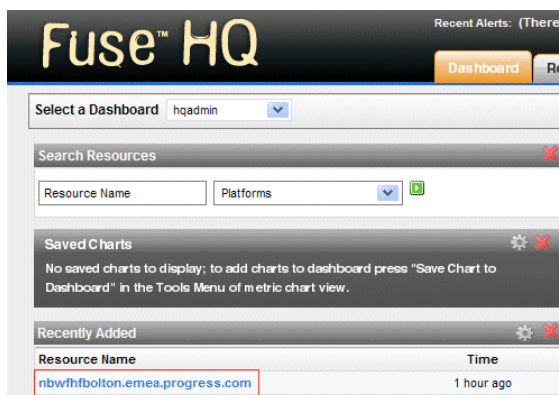 Fuse™ HQ
Recent Alerts: (There
Dashboard
Select a Dashboard hqadmin
Search Resources
Resource Name Platforms
Saved Charts
No saved charts to display; to add charts to dashboard press "Save Chart to
Dashboard" in the Tools Menu of metric chart view.
Recently Added
Resource Name Time
nbwfhfbolton.emea.progress.com 1 hour ago